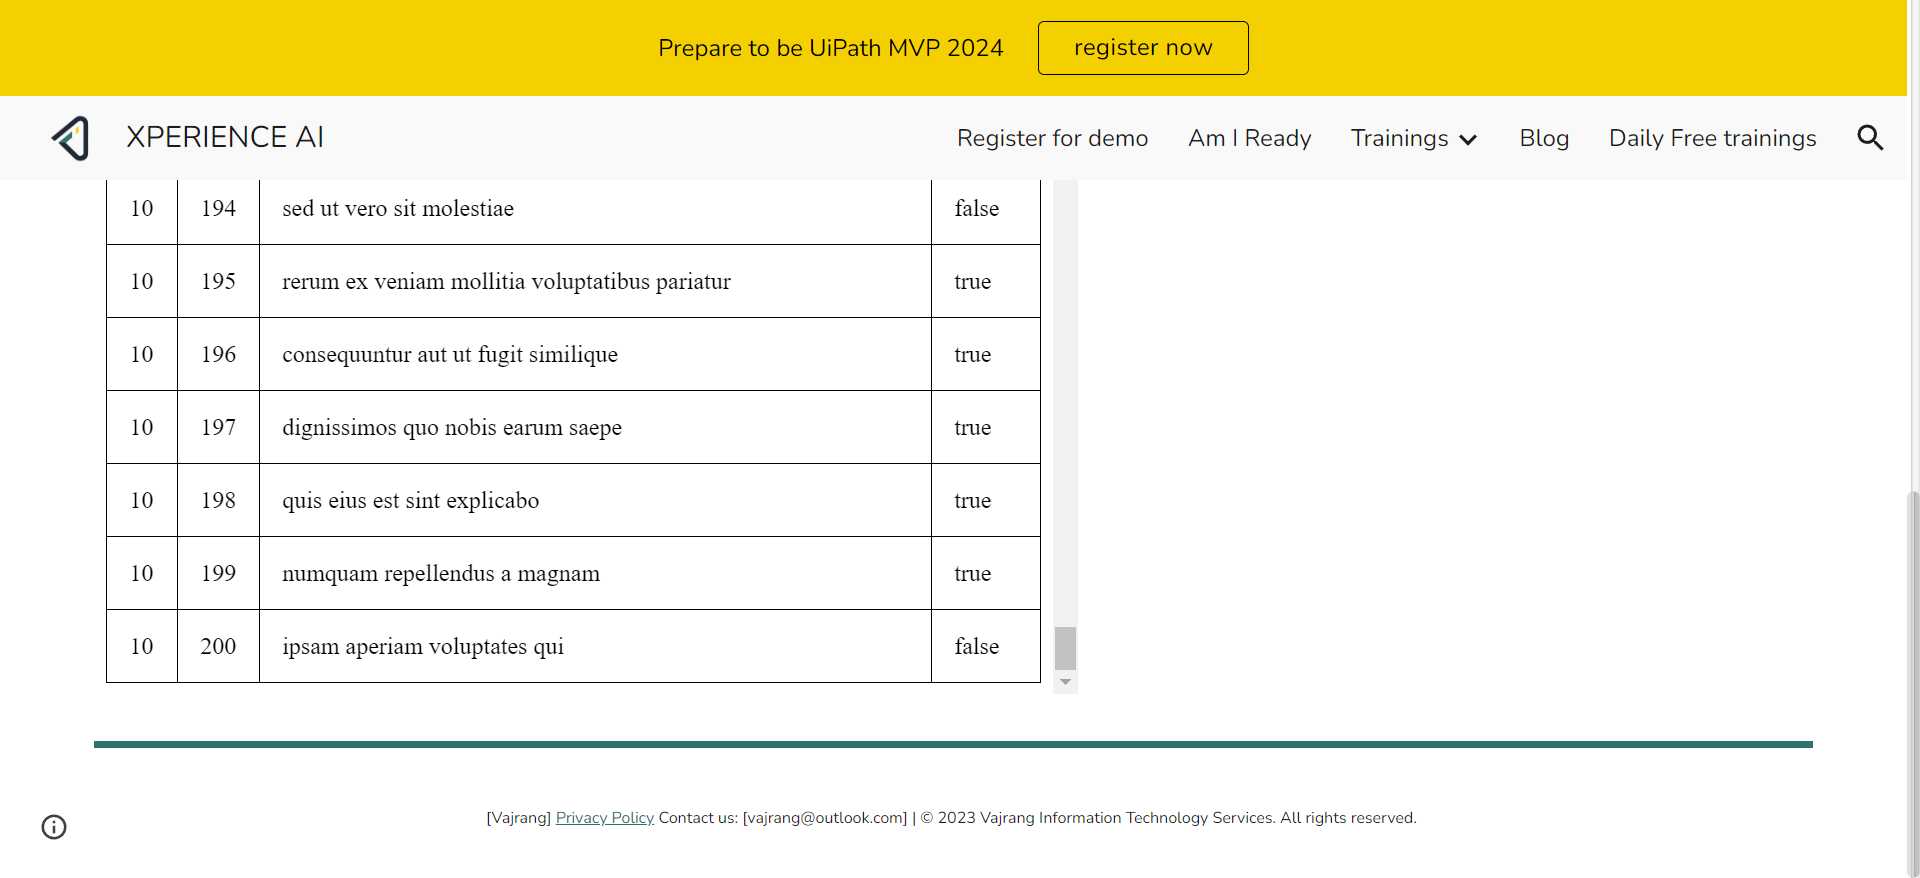 Prepare to be UiPath MVP 2024 register now
XPERIENCE AI Register for demo Am I Ready Trainings Blog Daily Free trainings
10 194 sed ut vero sit molestiae false
10 195 rerum ex veniam mollitia voluptatibus pariatur true
10 196 consequuntur aut ut fugit similique true
10 197 dignissimos quo nobis earum saepe true
10 198 quis eius est sint explicabo true
10 199 numquam repellendus a magnam true
10 200 ipsam aperiam voluptates qui false
[Vajrang] Privacy Policy Contact us: [vajrang@outlook.com] | © 2023 Vajrang Information Technology Services. All rights reserved.